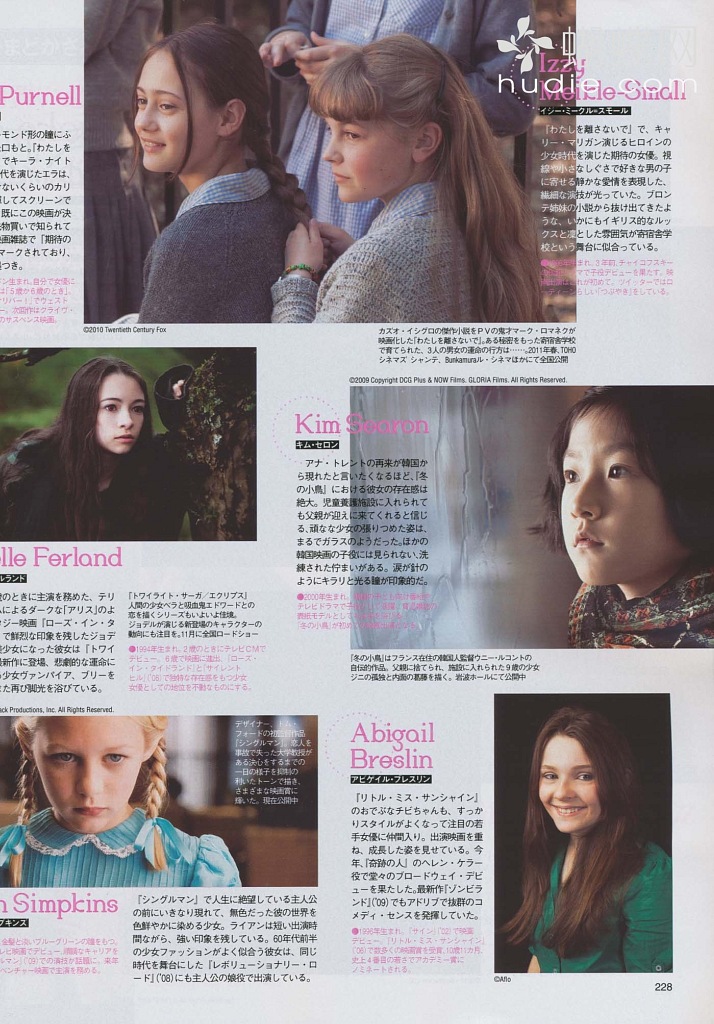 hudie.com
Purnell
モンド形の瞳にふ
口もと。『わたしを
でキーラ・ナイト
代を演じたエラは、
ないくらいのカリ
してスクリーンで
既にこの映画が決
物買いで知られて
画雑誌で「期待の
マークされており、
つき。
©2010 Twentieth Century Fox
Izzy
Meikle-Small
イジー・ミークル=スモール
『わたしを離さないで』で、キャ
リー・マリガン演じるヒロインの
少女時代を演じた期待の女優。視
線や小さなしぐさで好きな男の子
に寄せる静かな愛情を表現した、
繊細な演技が光っていた。ブロン
テ姉妹の小説から抜け出てきたよ
うな、いかにもイギリス的なルッ
クスと凛とした雰囲気が寄宿舎学
校という舞台に似合っている。
カズオ・イシグロの傑作小説をPVの鬼才マーク・ロマネクが
映画化した『わたしを離さないで』。ある秘密をもった寄宿舎学校
で育てられた、3人の男女の運命の行方は……。2011年春、TOHO
シネマズ シャンテ、Bunkamuraル・シネマほかにて全国公開
©2009 Copyright DCG Plus & NOW Films. GLORIA Films. All Rights Reserved.
Kim Searon
キム・セロン
アナ・トレントの再来が韓国か
ら現れたと言いたくなるほど、『冬
の小鳥』における彼女の存在感は
絶大。児童養護施設に入れられて
も父親が迎えに来てくれると信じ
る、頑なな少女の張りつめた姿は、
まるでガラスのようだった。ほかの
韓国映画の子役には見られない、洗
練された佇まいがある。涙が針の
ようにキラリと光る瞳が印象的だ。
『冬の小鳥』はフランス在住の韓国人監督ウニー・ルコントの
自伝的作品。父親に捨てられ、施設に入れられた9歳の少女
ジニの孤独と内面の葛藤を描く。岩波ホールにて公開中
elle Ferland
ルランド
のときに主演を務めた、テリ
ムによるダークな『アリス』のよ
ジー映画『ローズ・イン・タ
で鮮烈な印象を残したジョデ
美少女になった彼女は『トワイ
最新作に登場、悲劇的な運命に
る少女ヴァンパイア、ブリーを
た再び脚光を浴びている。
『トワイライト・サーガ/エクリプス』
人間の少女ベラと吸血鬼エドワードとの
恋を描くシリーズもいよいよ佳境。
ジョデルが演じる新登場のキャラクターの
動向にも注目を。11月に全国ロードショー
●1994年生まれ。2歳のときにテレビCMで
デビュー。6歳で映画に進出、『ローズ・
イン・タイドランド』と『サイレント
ヒル』('06)で独特な存在感をもつ少女
女優としての地位を不動なものにする。
ack Productions, Inc. All Rights Reserved.
デザイナー、トム・
フォードの初監督作品
『シングルマン』。恋人を
事故で失った大学教授が
ある決心をするまでの
一日の様子を抑制の
利いたトーンで描き、
さまざまな映画賞に
輝いた。現在公開中
n Simpkins
プキンス
『シングルマン』で人生に絶望している主人公
の前にいきなり現れて、無色だった彼の世界を
色鮮やかに染める少女。ライアンは短い出演時
間ながら、強い印象を残している。60年代前半
の少女ファッションがよく似合う彼女は、同じ
時代を舞台にした『レボリューショナリー・ロ
ード』('08)にも主人公の娘役で出演している。
Abigail
Breslin
アビゲイル・ブレスリン
『リトル・ミス・サンシャイン』
のおでぶなチビちゃんも、すっか
りスタイルがよくなって注目の若
手女優に仲間入り。出演映画を重
ね、成長した姿を見せている。今
年、『奇跡の人』のヘレン・ケラー
役で堂々のブロードウェイ・デビ
ューを果たした。最新作『ゾンビラ
ンド』('09)でもアドリブで抜群のコ
メディ・センスを発揮していた。
●1996年生まれ。『サイン』('02)で映画
デビュー。『リトル・ミス・サンシャイン』
('06)で数多くの映画賞を受賞、10歳11カ月、
史上4番目の若さでアカデミー賞に
ノミネートされる。
©Aflo
228